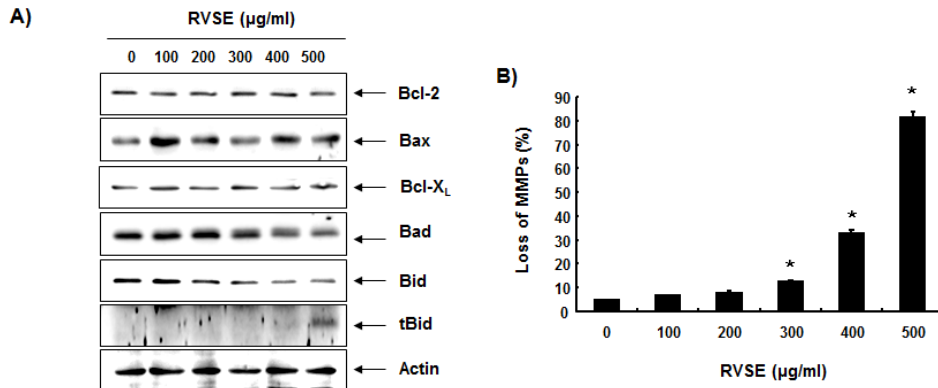 A)
RVSE (µg/ml)
0 100 200 300 400 500
Bcl-2
Bax
Bcl-XL
Bad
Bid
tBid
Actin
B)
Loss of MMPs (%)
90
80
70
60
50
40
30
20
10
0
* * *
0 100 200 300 400 500
RVSE (µg/ml)